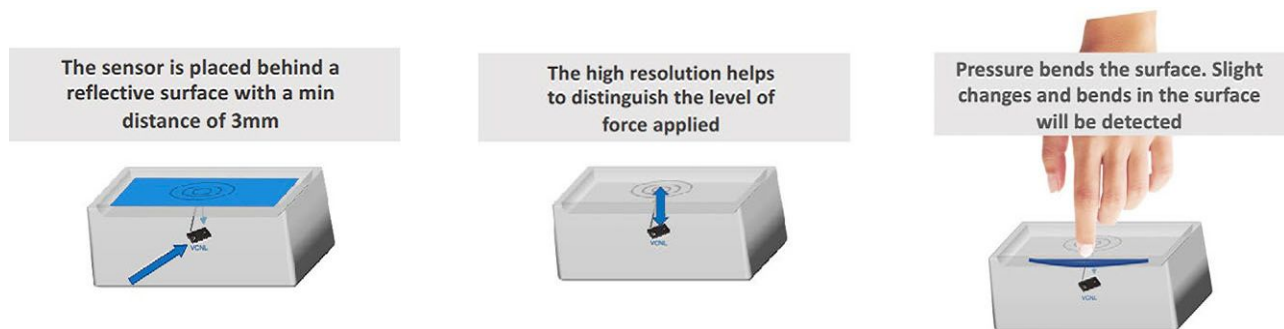 The sensor is placed behind a
reflective surface with a min
distance of 3mm
VCNL
The high resolution helps
to distinguish the level of
force applied
VCNL
Pressure bends the surface. Slight
changes and bends in the surface
will be detected
VCNL